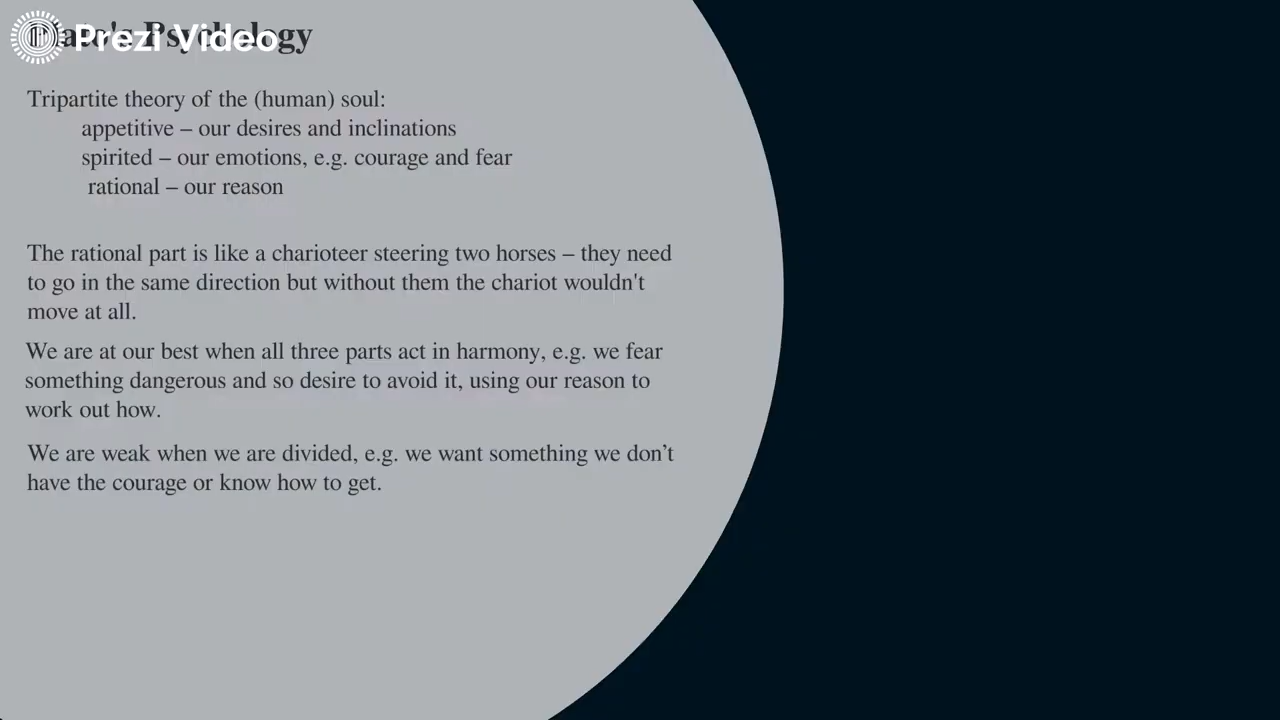 Plato's Psychology
Prezi Video
Tripartite theory of the (human) soul:
appetitive – our desires and inclinations
spirited – our emotions, e.g. courage and fear
rational – our reason
The rational part is like a charioteer steering two horses – they need
to go in the same direction but without them the chariot wouldn't
move at all.
We are at our best when all three parts act in harmony, e.g. we fear
something dangerous and so desire to avoid it, using our reason to
work out how.
We are weak when we are divided, e.g. we want something we don’t
have the courage or know how to get.